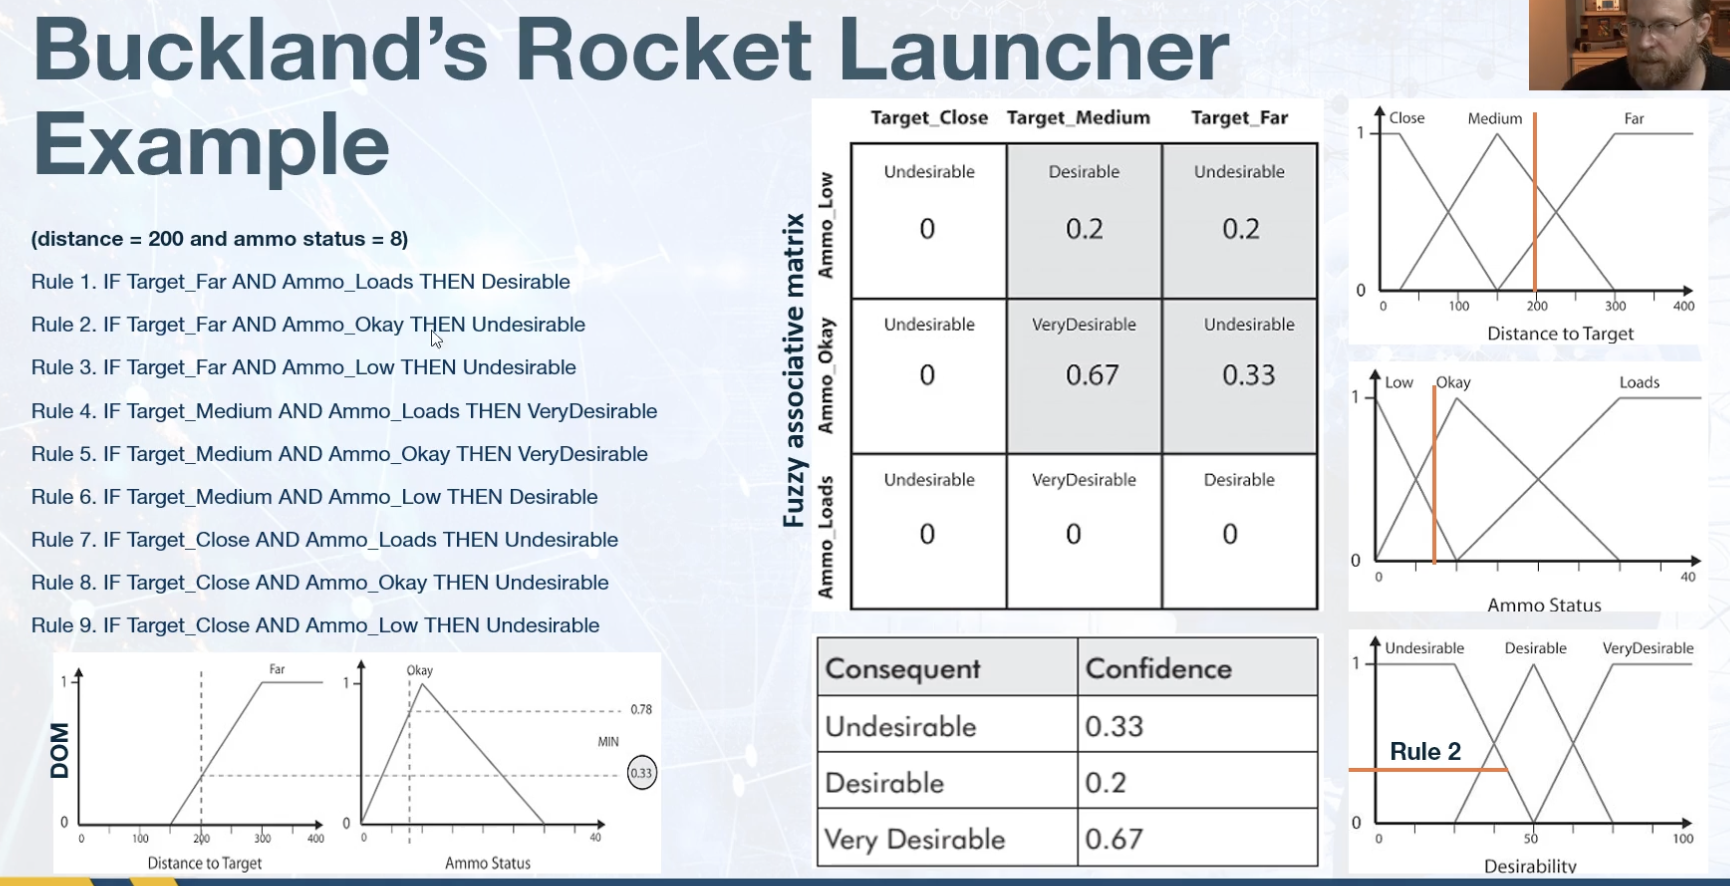 Buckland's Rocket Launcher
Example
(distance = 200 and ammo status = 8)
Rule 1. IF Target_Far AND Ammo_Loads THEN Desirable
Rule 2. IF Target_Far AND Ammo_Okay THEN Undesirable
Rule 3. IF Target_Far AND Ammo_Low THEN Undesirable
Rule 4. IF Target_Medium AND Ammo_Loads THEN VeryDesirable
Rule 5. IF Target_Medium AND Ammo_Okay THEN VeryDesirable
Rule 6. IF Target_Medium AND Ammo_Low THEN Desirable
Rule 7. IF Target_Close AND Ammo_Loads THEN Undesirable
Rule 8. IF Target_Close AND Ammo_Okay THEN Undesirable
Rule 9. IF Target_Close AND Ammo_Low THEN Undesirable
DOM
Far
1
0
0 100 200 300 400
Distance to Target
Okay
1
0
0 40
Ammo Status
0.78
MIN
0.33
Fuzzy associative matrix
Target_Close Target_Medium Target_Far
Ammo_Low
Undesirable Desirable Undesirable
0 0.2 0.2
Ammo_Okay
Undesirable VeryDesirable Undesirable
0 0.67 0.33
Ammo_Loads
Undesirable VeryDesirable Desirable
0 0 0
Consequent Confidence
Undesirable 0.33
Desirable 0.2
Very Desirable 0.67
Close Medium Far
1
0
0 100 200 300 400
Distance to Target
Low Okay Loads
1
0
0 40
Ammo Status
Undesirable Desirable VeryDesirable
1
Rule 2
0
0 50 100
Desirability